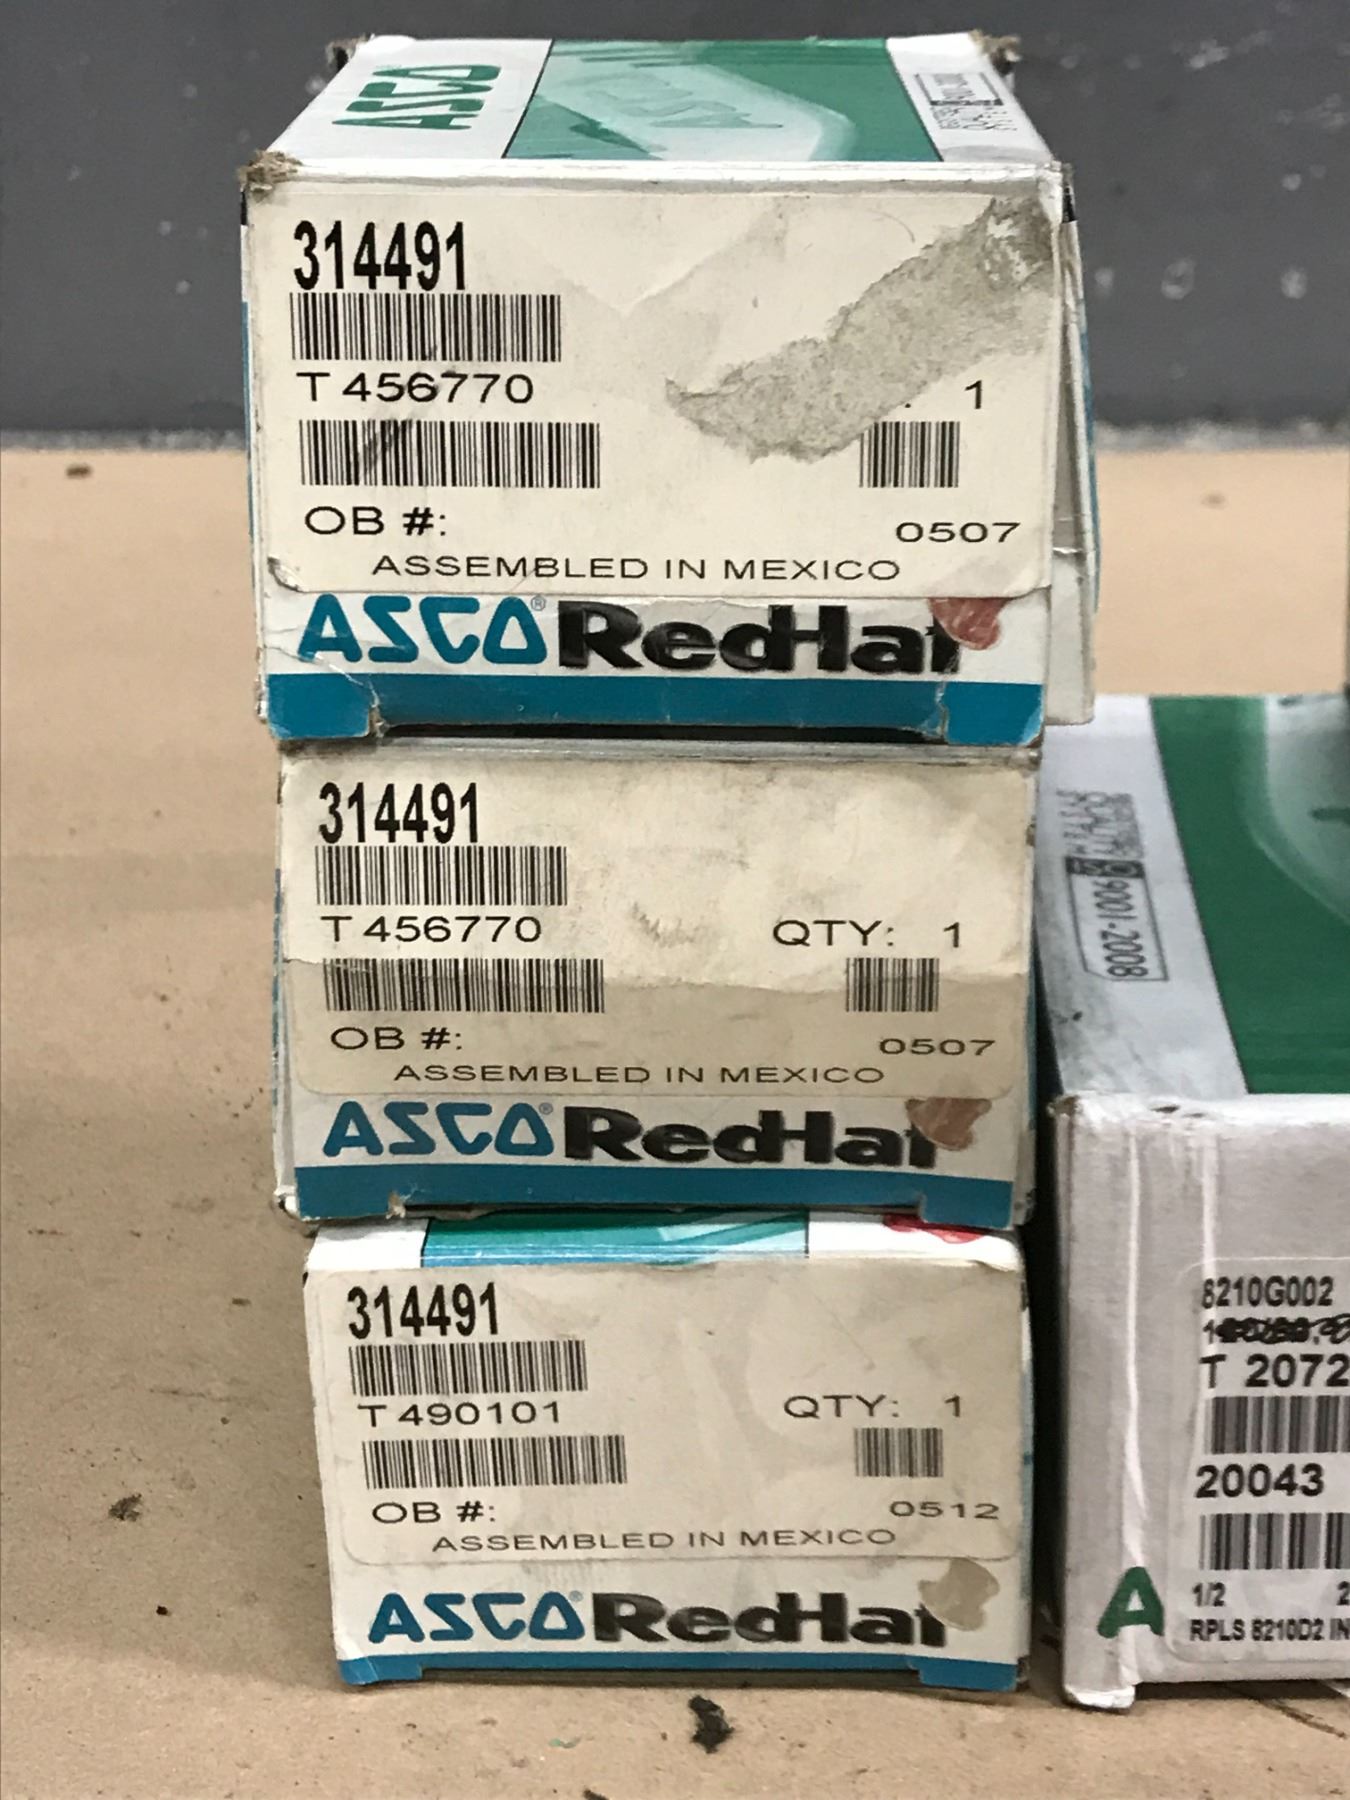 ASCO
314491
T 456770
1
OB #:
0507
ASSEMBLED IN MEXICO
ASCO® RedHat
314491
T 456770
QTY: 1
OB #:
0507
ASSEMBLED IN MEXICO
ASCO® RedHat
314491
T 490101
QTY: 1
OB #:
0512
ASSEMBLED IN MEXICO
ASCO® RedHat
9001:2008
8210G002
T 2072
20043
1/2
2
RPLS 8210D2 IN
A